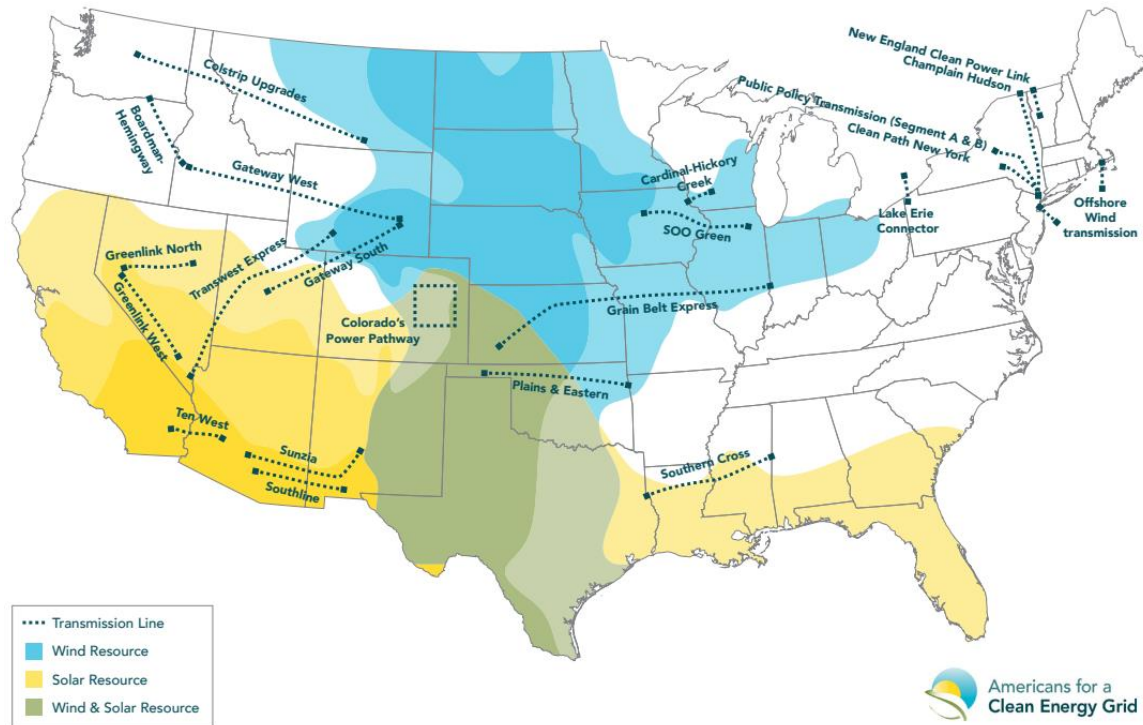 New England Clean Power Link
Champlain Hudson
Public Policy Transmission (Segment A & B)
Clean Path New York
Colstrip Upgrades
Boardman-
Hemingway
Gateway West
Cardinal-Hickory
Creek
SOO Green
Lake Erie
Connector
Offshore
Wind
transmission
Greenlink North
Transwest Express
Gateway South
Greenlink West
Colorado's
Power Pathway
Grain Belt Express
Plains & Eastern
Ten West
Sunzia
Southline
Southern Cross
Transmission Line
Wind Resource
Solar Resource
Wind & Solar Resource
Americans for a
Clean Energy Grid